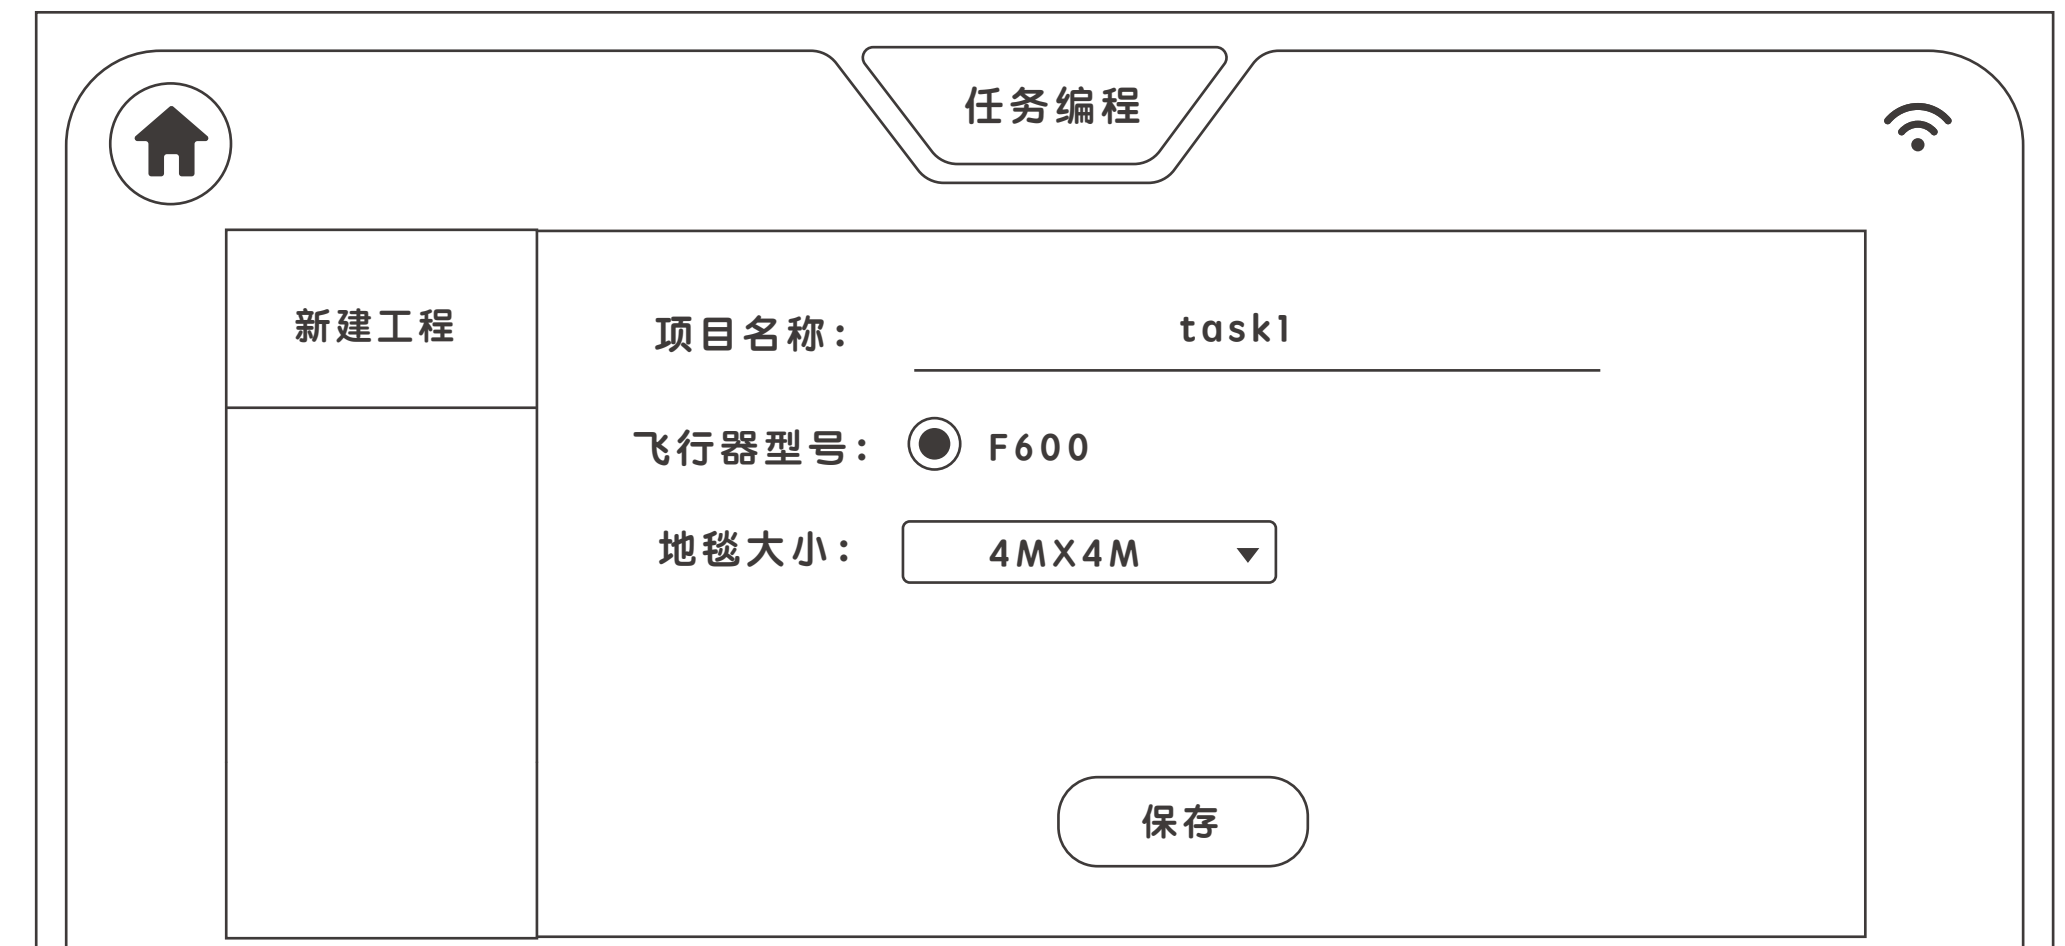 任务编程
新建工程
项目名称： task1
飞行器型号： F600
地毯大小： 4MX4M
保存